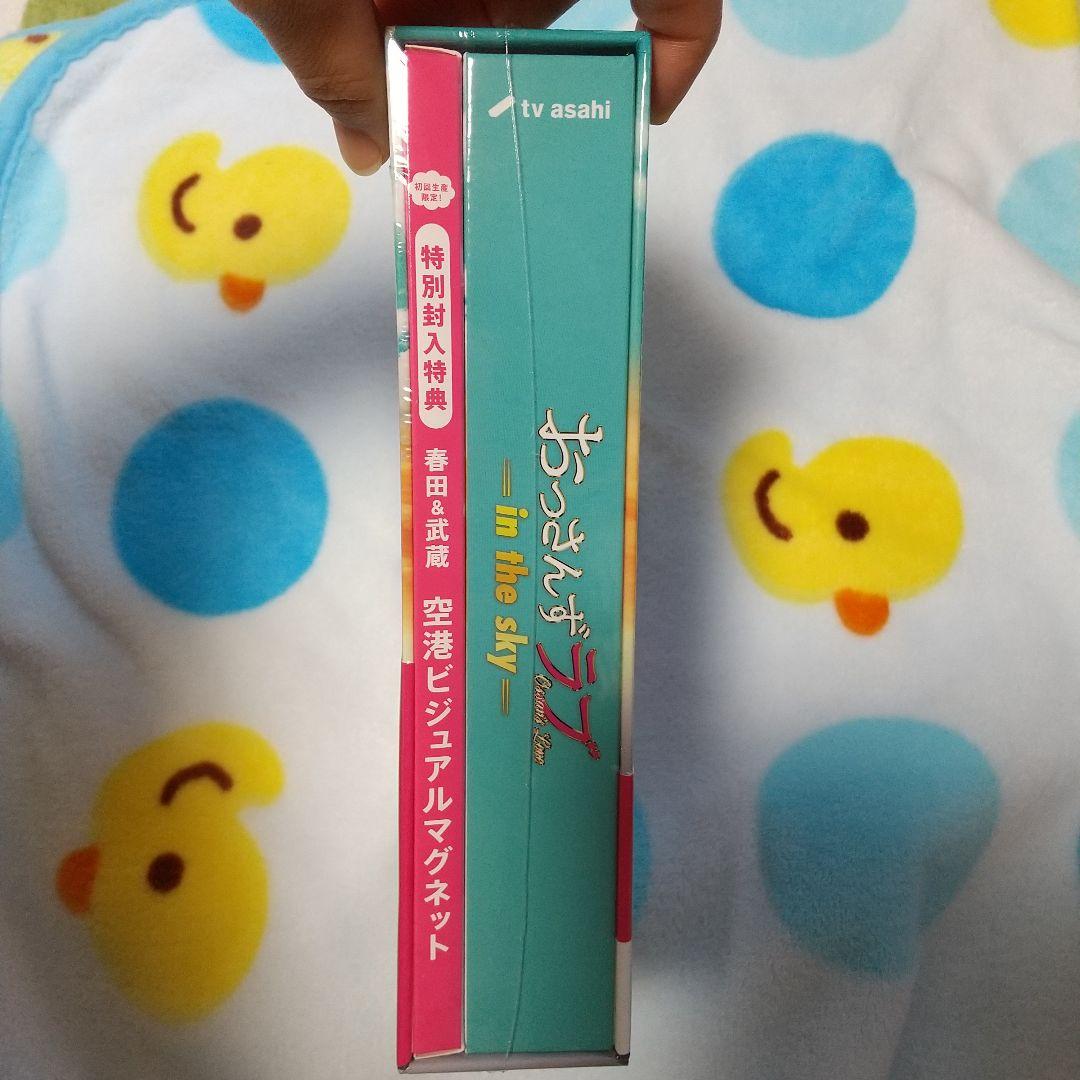 tv asahi
おっさんずラブ
Ossan's Love
= in the sky =
初回生産
限定!
特別封入特典
春田&武蔵
空港ビジュアルマグネット